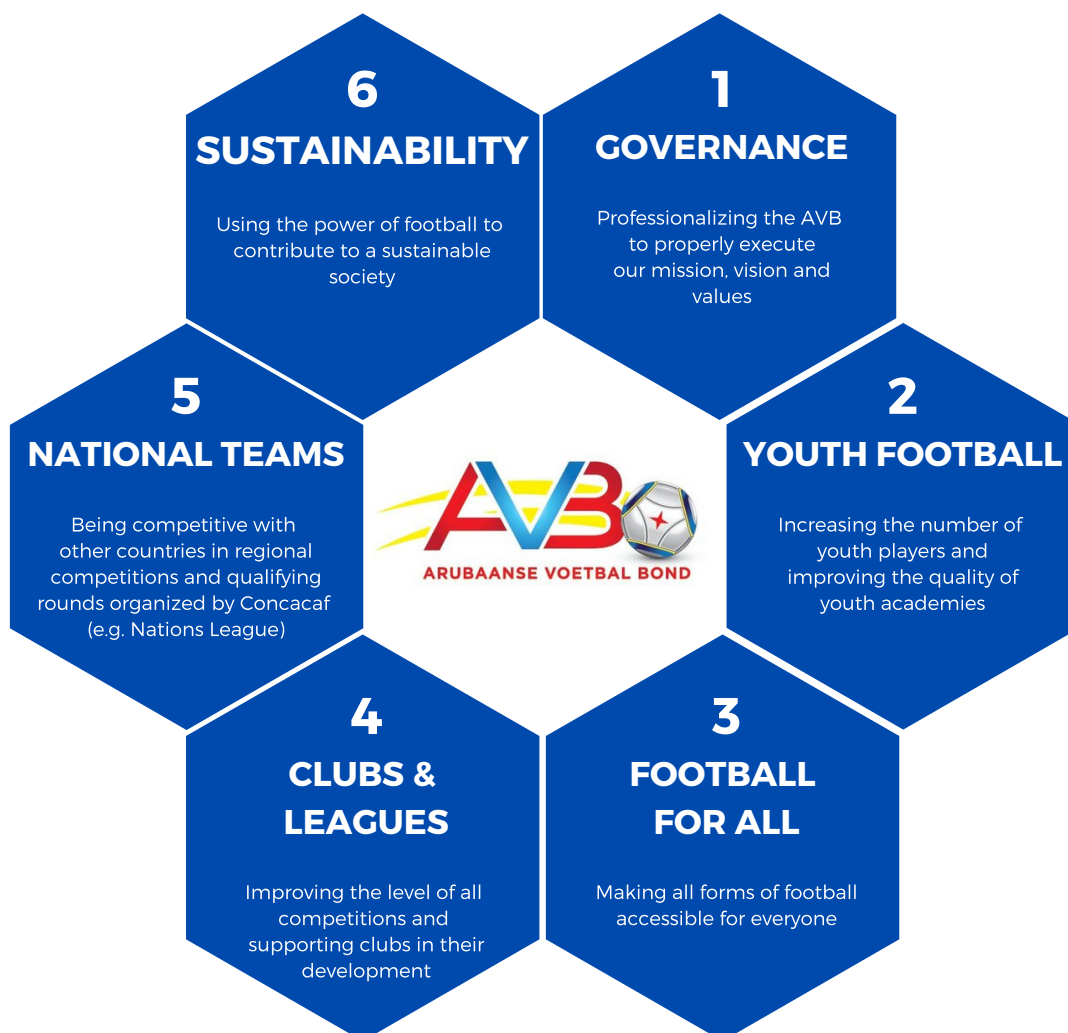 1
GOVERNANCE
Professionalizing the AVB
to properly execute
our mission, vision and
values
2
YOUTH FOOTBALL
Increasing the number of
youth players and
improving the quality of
youth academies
3
FOOTBALL
FOR ALL
Making all forms of football
accessible for everyone
4
CLUBS &
LEAGUES
Improving the level of all
competitions and
supporting clubs in their
development
5
NATIONAL TEAMS
Being competitive with
other countries in regional
competitions and qualifying
rounds organized by Concacaf
(e.g. Nations League)
6
SUSTAINABILITY
Using the power of football to
contribute to a sustainable
society
AVB
ARUBAANSE VOETBAL BOND